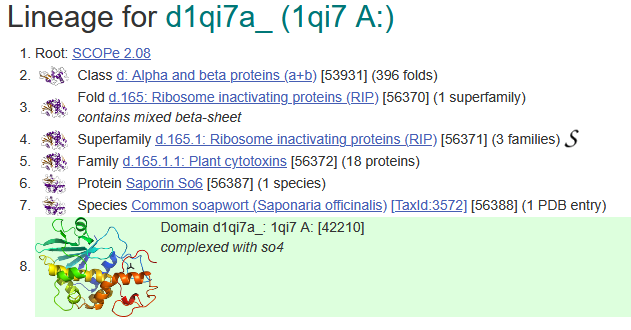 Lineage for d1qi7a_ (1qi7 A:)
1. Root: SCOPe 2.08
2. Class d: Alpha and beta proteins (a+b) [53931] (396 folds)
3. Fold d.165: Ribosome inactivating proteins (RIP) [56370] (1 superfamily)
contains mixed beta-sheet
4. Superfamily d.165.1: Ribosome inactivating proteins (RIP) [56371] (3 families) S
5. Family d.165.1.1: Plant cytotoxins [56372] (18 proteins)
6. Protein Saporin So6 [56387] (1 species)
7. Species Common soapwort (Saponaria officinalis) [TaxId:3572] [56388] (1 PDB entry)
8. Domain d1qi7a_: 1qi7 A: [42210]
complexed with so4